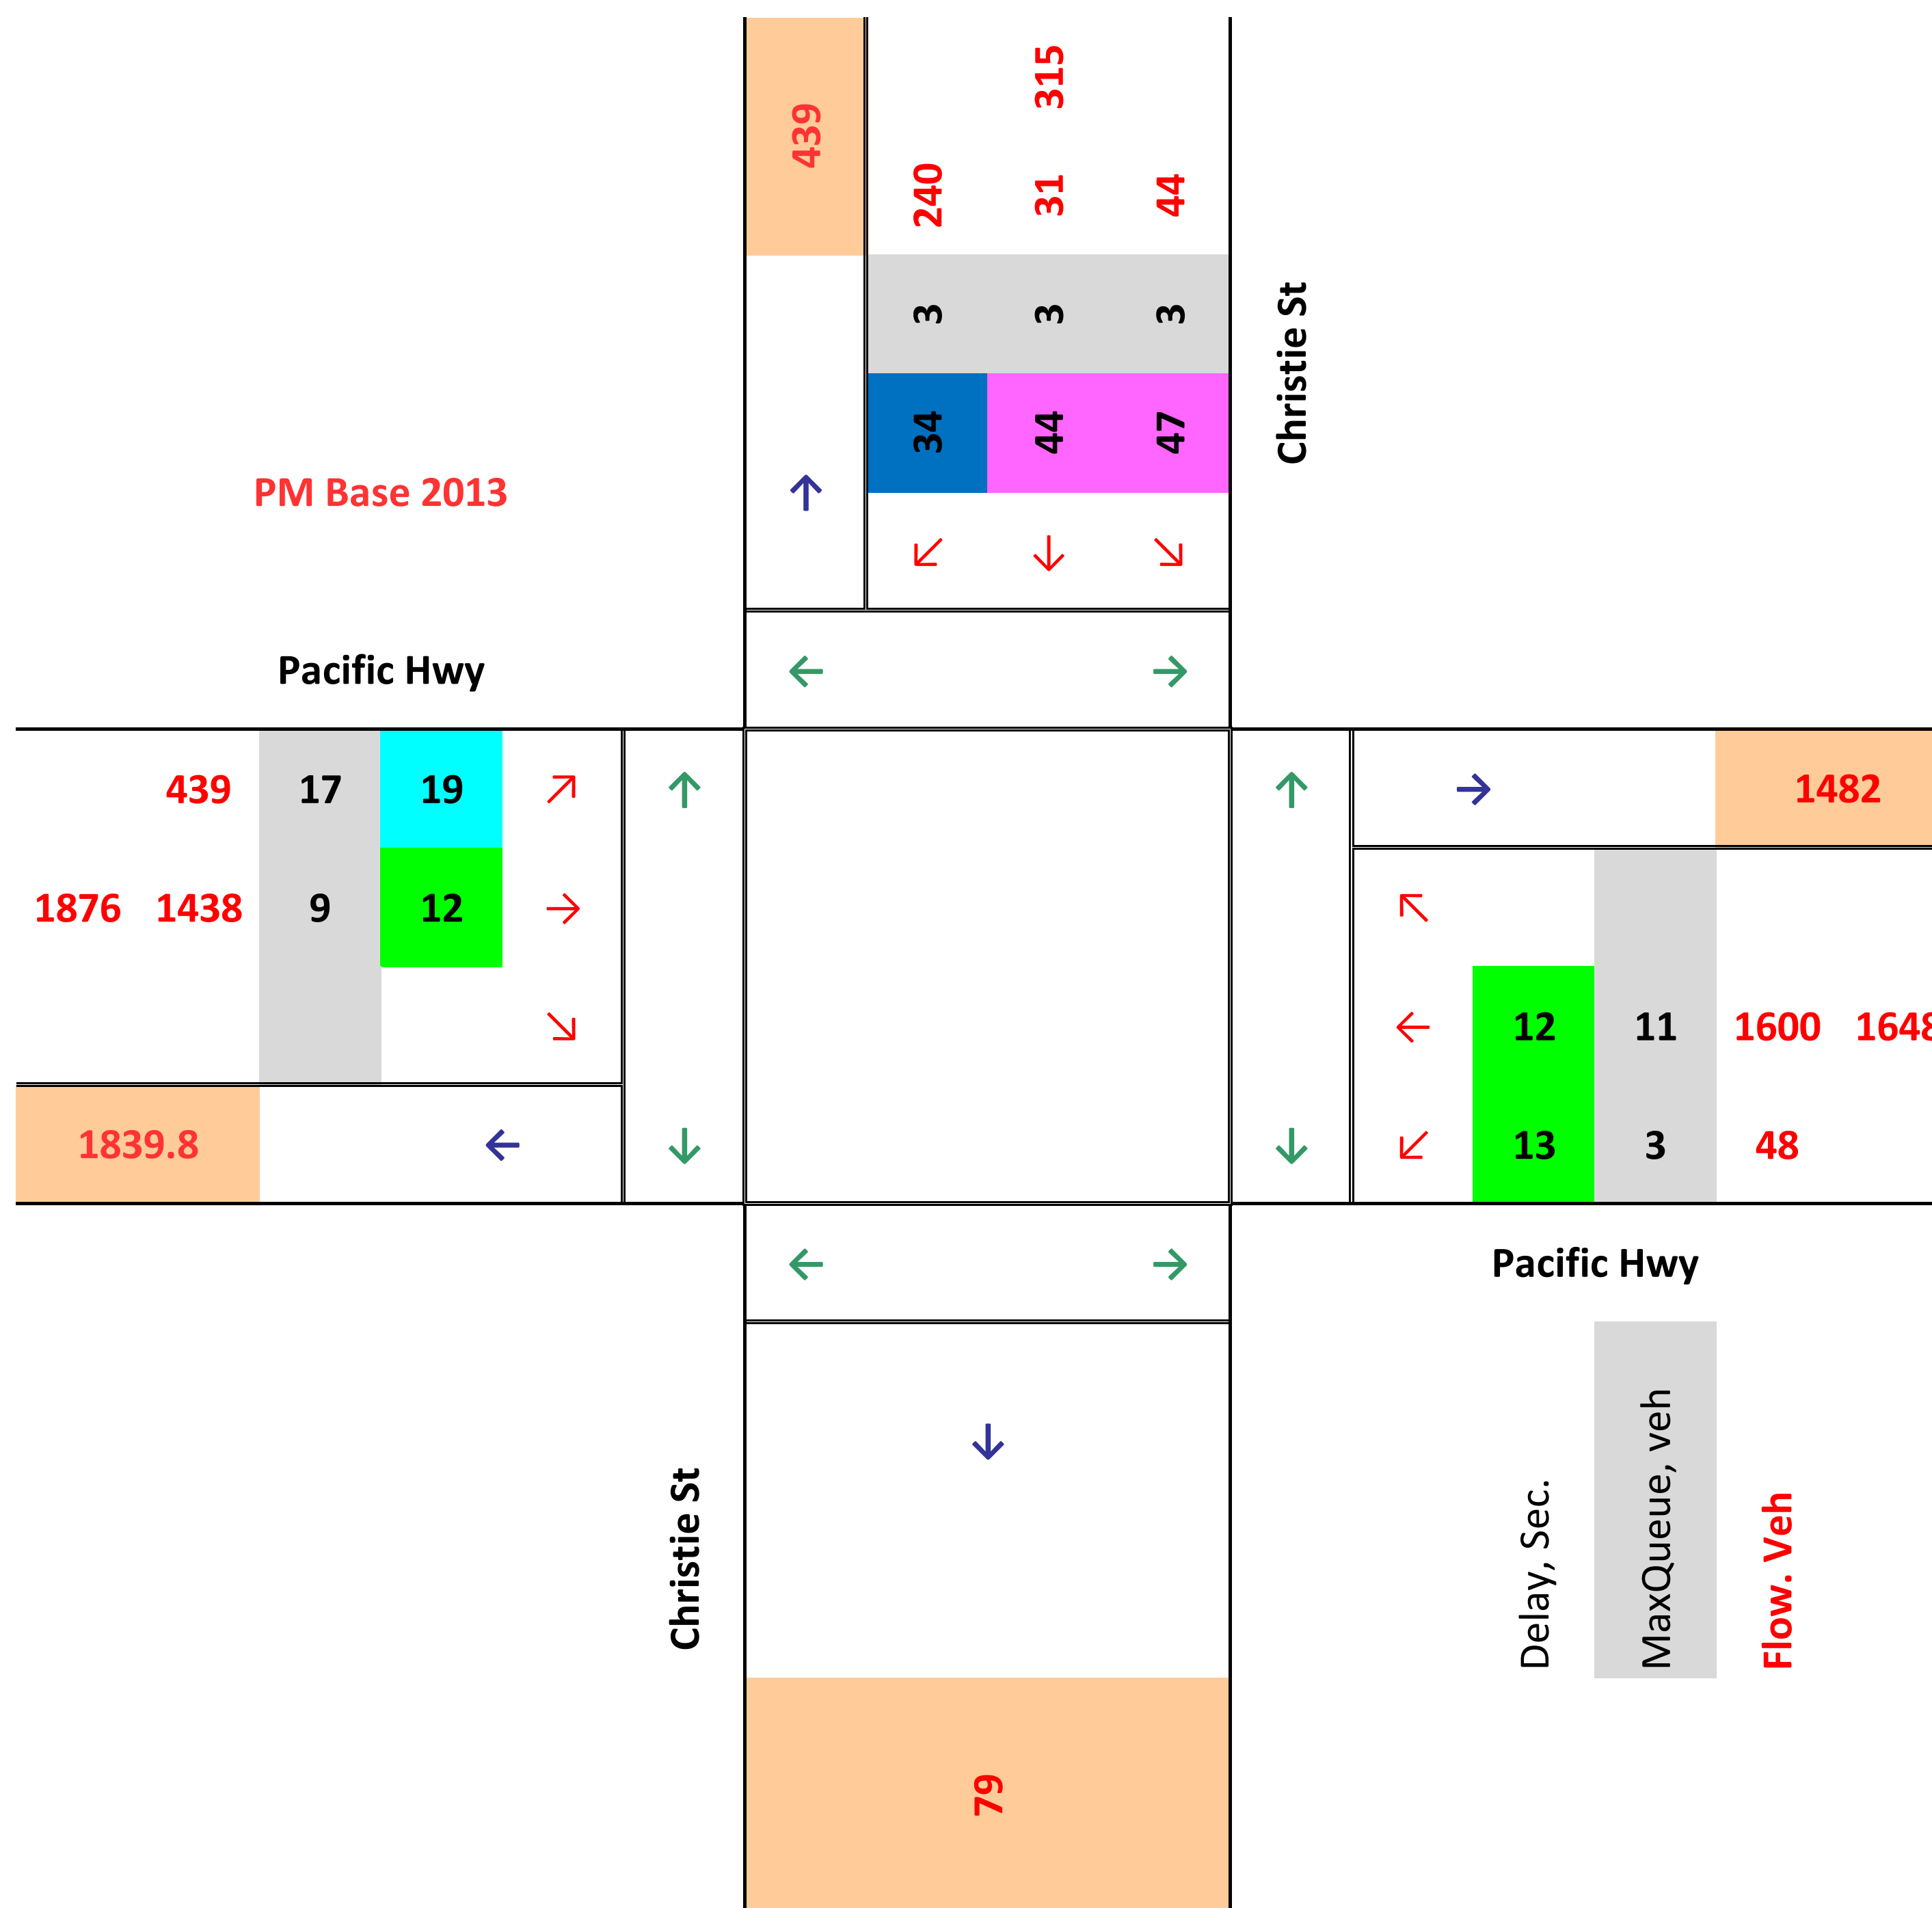 315
439
240 31 44
3 3 3
34 44 47
Christie St
PM Base 2013
Pacific Hwy
439 17 19
1876 1438 9 12
1839.8
1482
12 11 1600 1648
13 3 48
Pacific Hwy
Christie St
Delay, Sec.
MaxQueue, veh
Flow. Veh
79